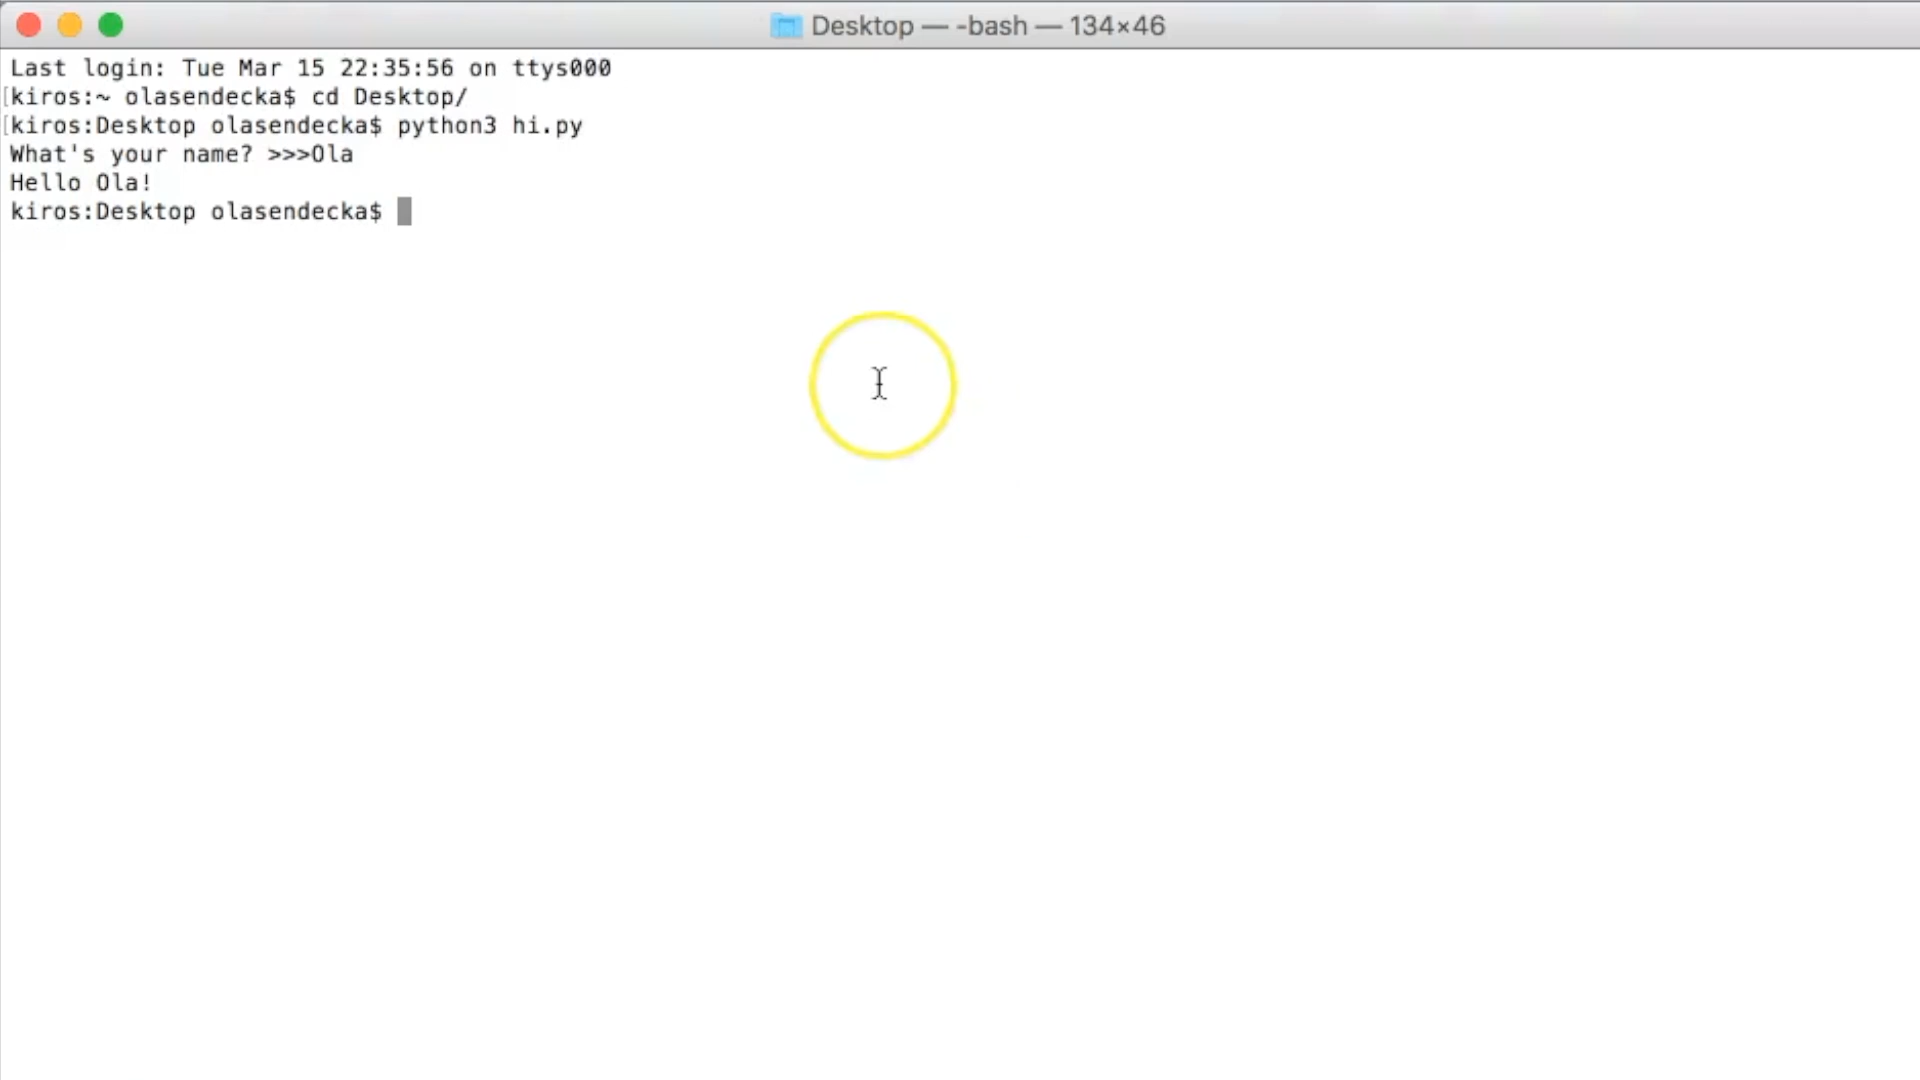 Desktop — -bash — 134×46
Last login: Tue Mar 15 22:35:56 on ttys000
[kiros:~ olasendecka$ cd Desktop/
[kiros:Desktop olasendecka$ python3 hi.py
What's your name? >>>Ola
Hello Ola!
kiros:Desktop olasendecka$